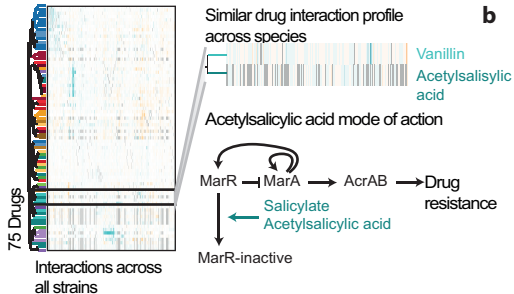 Similar drug interaction profile
across species
b
Vanillin
Acetylsalisylic
acid
Acetylsalicylic acid mode of action
MarR
MarA
AcrAB
Drug
resistance
Salicylate
Acetylsalicylic acid
MarR-inactive
75 Drugs
Interactions across
all strains